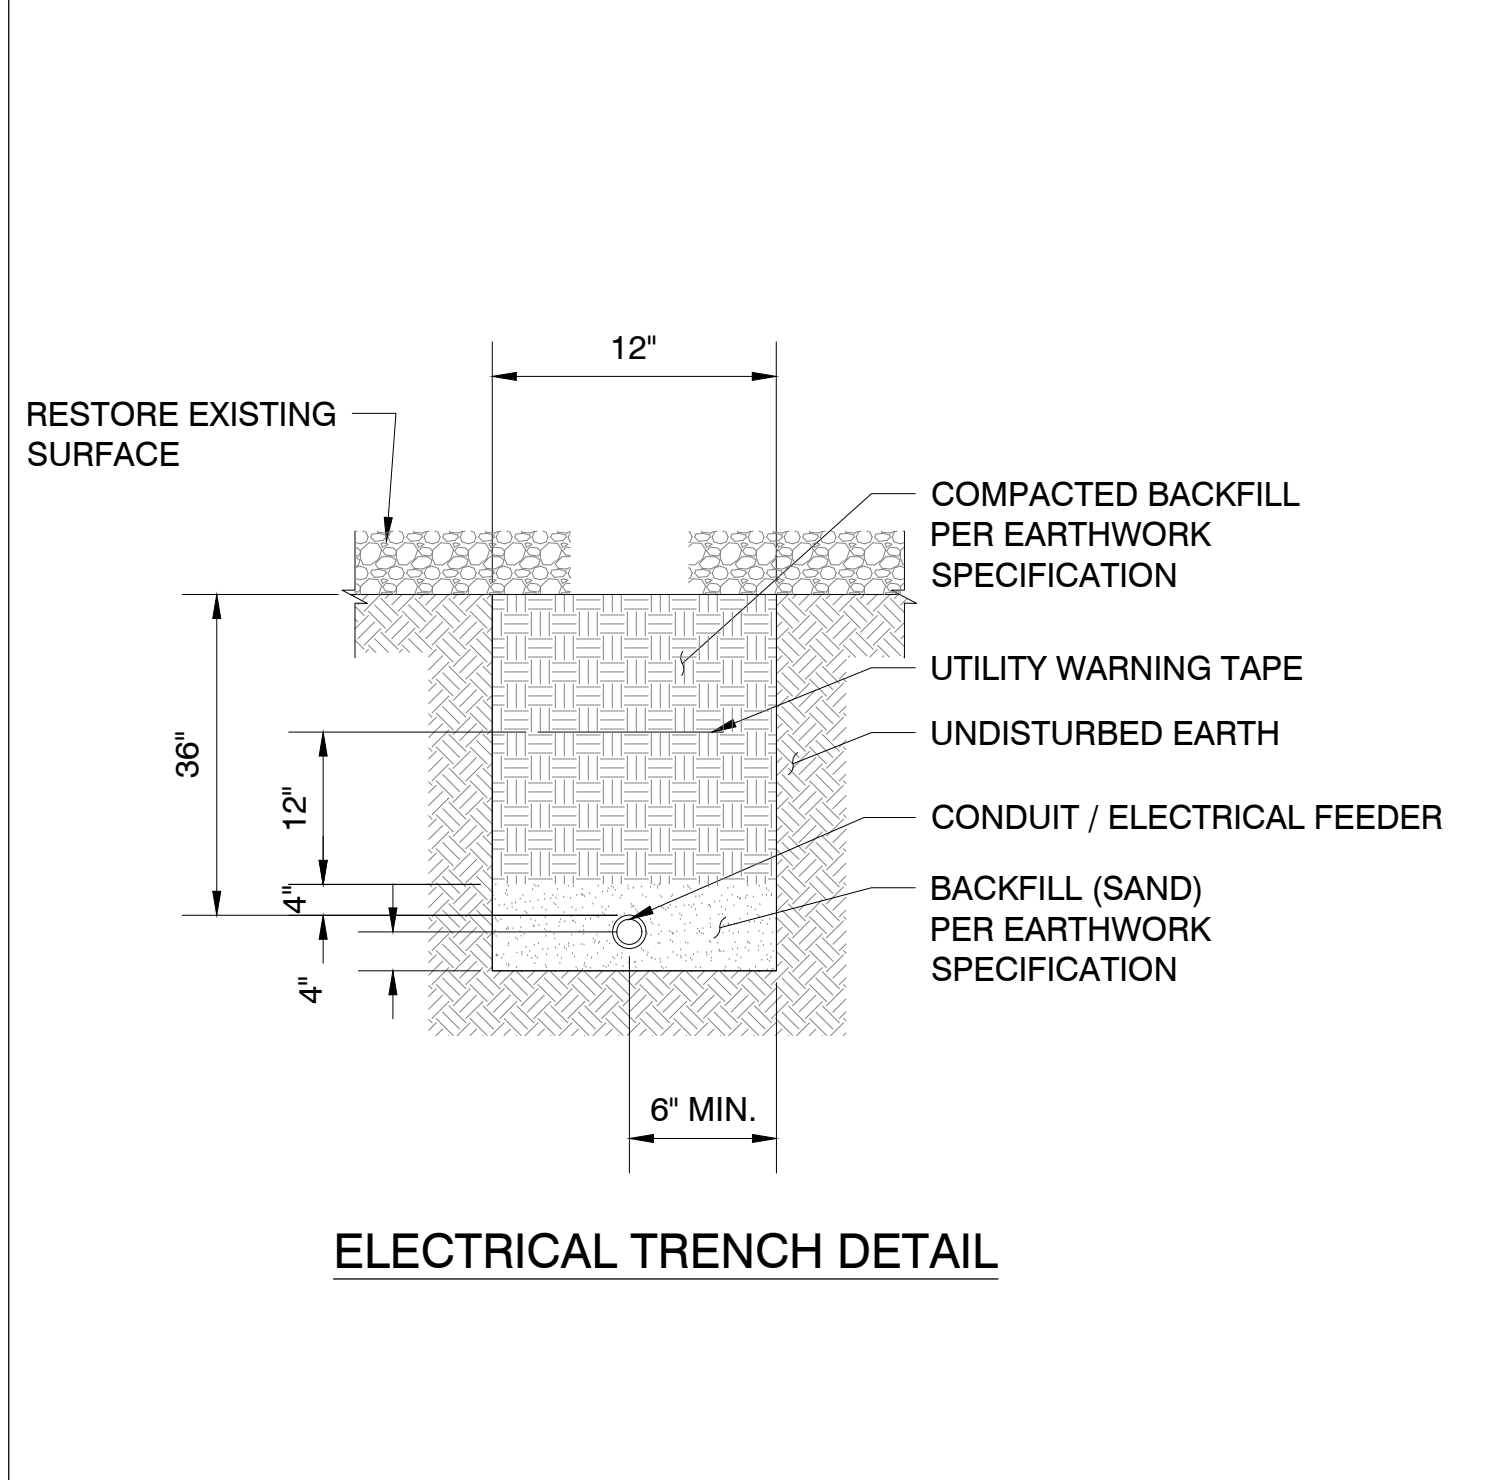 12"
RESTORE EXISTING
SURFACE
COMPACTED BACKFILL
PER EARTHWORK
SPECIFICATION
UTILITY WARNING TAPE
UNDISTURBED EARTH
36"
12"
CONDUIT / ELECTRICAL FEEDER
4"
BACKFILL (SAND)
PER EARTHWORK
SPECIFICATION
4"
6" MIN.
ELECTRICAL TRENCH DETAIL